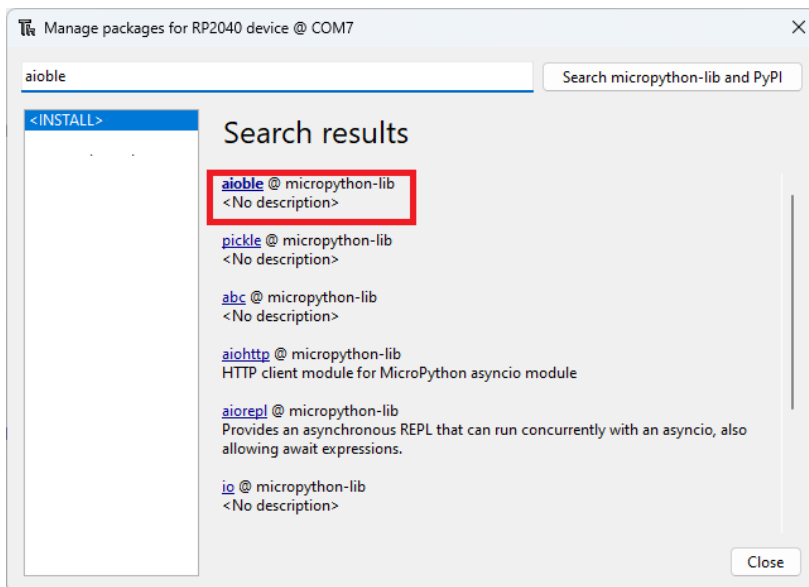 Manage packages for RP2040 device @ COM7
aioble
Search micropython-lib and PyPI
<INSTALL>
Search results
aioble @ micropython-lib
<No description>
pickle @ micropython-lib
<No description>
abc @ micropython-lib
<No description>
aiohttp @ micropython-lib
HTTP client module for MicroPython asyncio module
aiorepl @ micropython-lib
Provides an asynchronous REPL that can run concurrently with an asyncio, also
allowing await expressions.
io @ micropython-lib
<No description>
Close